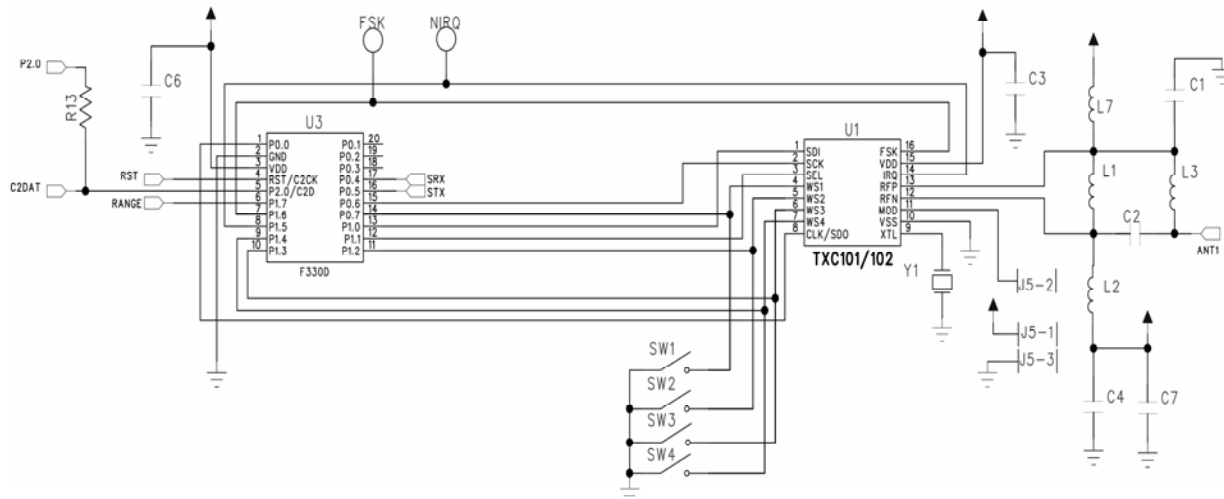 FSK NIRQ
P2.0
R13
C6
C3
C1
L7
U3
U1
1 P0.0 P0.1 20
2 GND P0.2 19
3 VDD P0.3 18
RST 4 RST/C2CK P0.4 17 SRX
C2DAT 5 P2.0/C2D P0.5 16 STX
RANGE 6 P1.7 P0.6 15
7 P1.6 P0.7 14
8 P1.5 P1.0 13
9 P1.4 P1.1 12
10 P1.3 P1.2 11
F330D
1 SDI FSK 16
2 SCK VDD 15
3 SEL IRQ 14
4 WS1 RFP 13
5 WS2 RFN 12
6 WS3 MOD 11
7 WS4 VSS 10
8 CLK/SDO XTL 9
TXC101/102
L1
L3
C2
ANT1
Y1
J5-2
L2
J5-1
J5-3
SW1
SW2
SW3
SW4
C4
C7